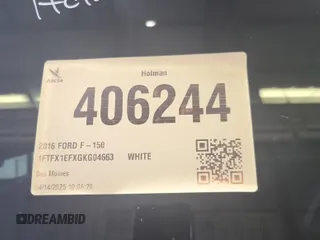 Holman
406244
2016 FORD F-150
1FTFX1EFXGKG04663 WHITE
Des Moines
DREAMBID